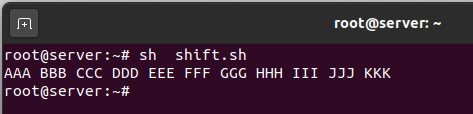 root@server: ~
root@server:~# sh  shift.sh
AAA BBB CCC DDD EEE FFF GGG HHH III JJJ KKK
root@server:~#